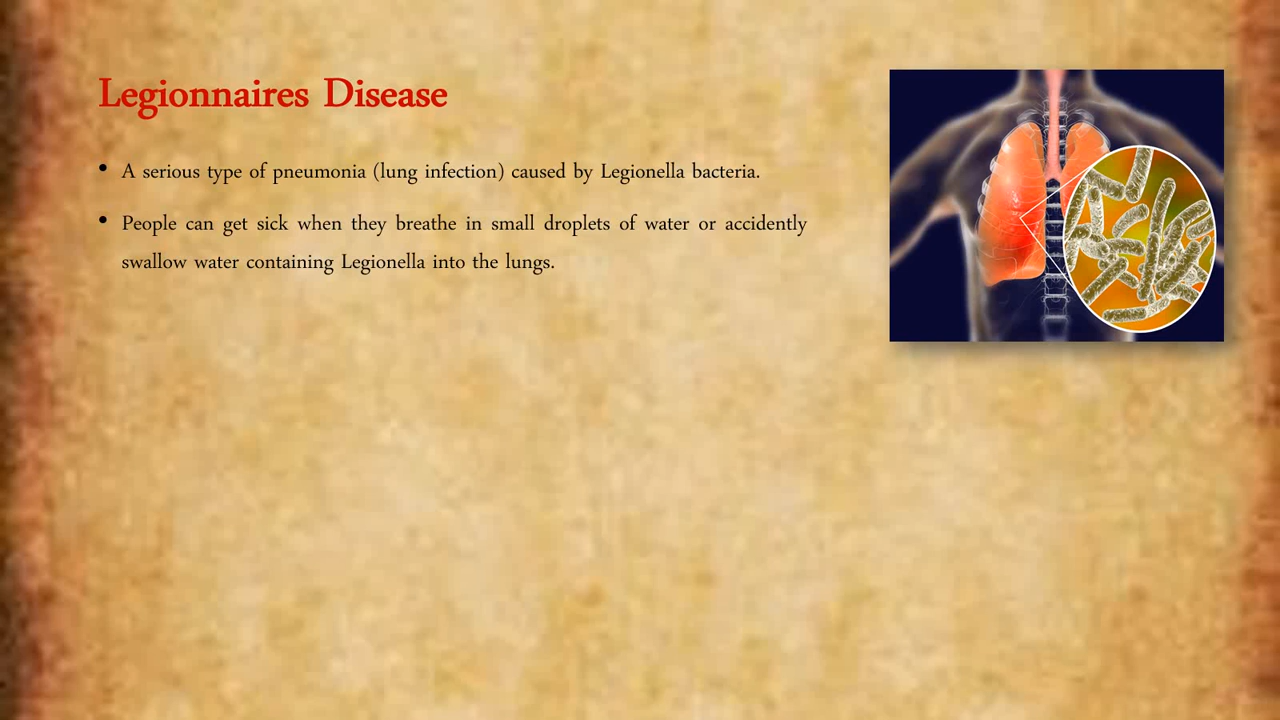 Legionnaires Disease
• A serious type of pneumonia (lung infection) caused by Legionella bacteria.
• People can get sick when they breathe in small droplets of water or accidently
swallow water containing Legionella into the lungs.